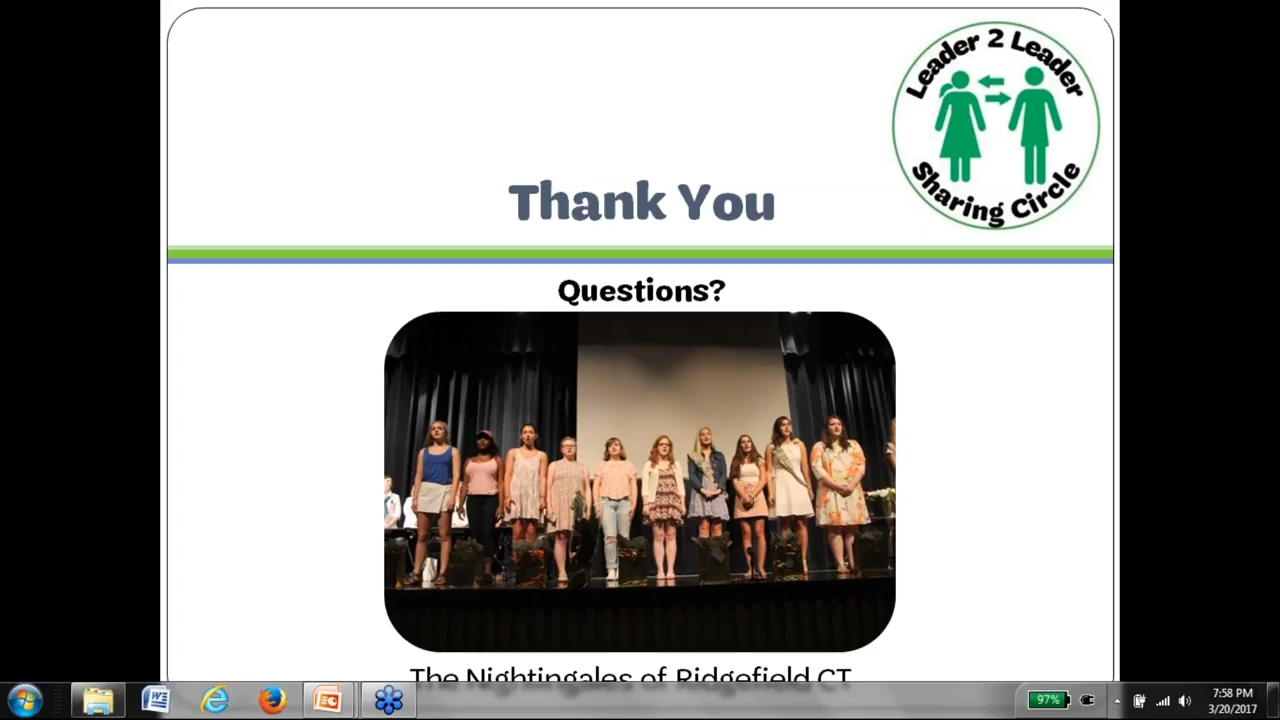 Leader 2 Leader
Sharing Circle
Thank You
Questions?
The Nightingales of Ridgefield CT
97%
7:58 PM
3/20/2017